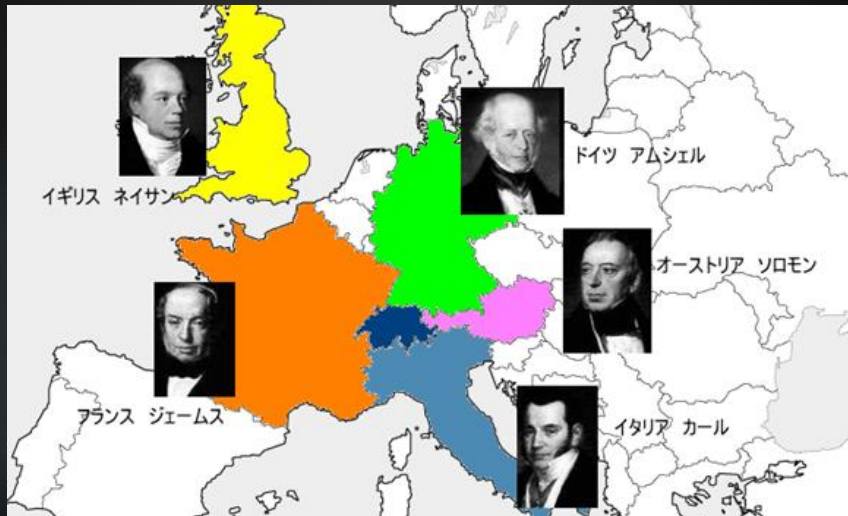 イギリス ネイサン
ドイツ アムシェル
オーストリア ソロモン
フランス ジェームス
イタリア カール